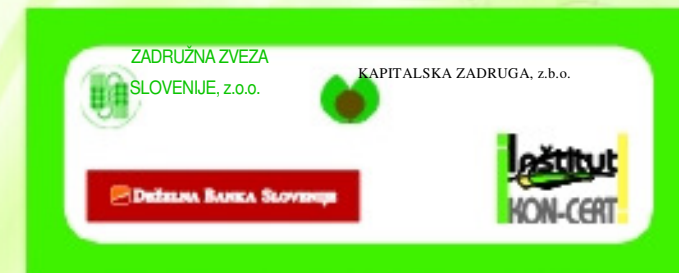 ZADRUŽNA ZVEZA
SLOVENIJE, z.o.o.
KAPITALSKA ZADRUGA, z.b.o.
DEŽELNA BANKA SLOVENIJE
Inštitut
KON-CERT